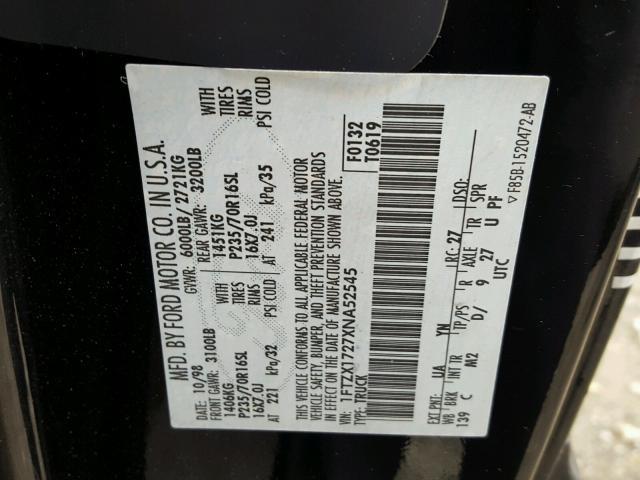 MFD. BY FORD MOTOR CO. IN U.S.A.
DATE: 10/98 GVWR: 6000LB/ 2721KG
FRONT GAWR: 3100LB REAR GAWR: 3200LB
1406KG 1451KG WITH
P235/70R16SL P235/70R16SL TIRES
16X7.0J 16X7.0J RIMS
AT 221 kPa/32 AT 241 kPa/35 PSI COLD
WITH
TIRES
RIMS
PSI COLD
THIS VEHICLE CONFORMS TO ALL APPLICABLE FEDERAL MOTOR
VEHICLE SAFETY, BUMPER, AND THEFT PREVENTION STANDARDS
IN EFFECT ON THE DATE OF MANUFACTURE SHOWN ABOVE.
1FTZX1727XNA52545
TYPE: TRUCK
F0132
T0619
EXT. PNT: UA YN RC: 27 DSO:
WB BRK INT TR TP/PS R AXLE TR SPR
139 C M2 D/ 9 27 U PF
UTC
▽ F85B-1520472-AB